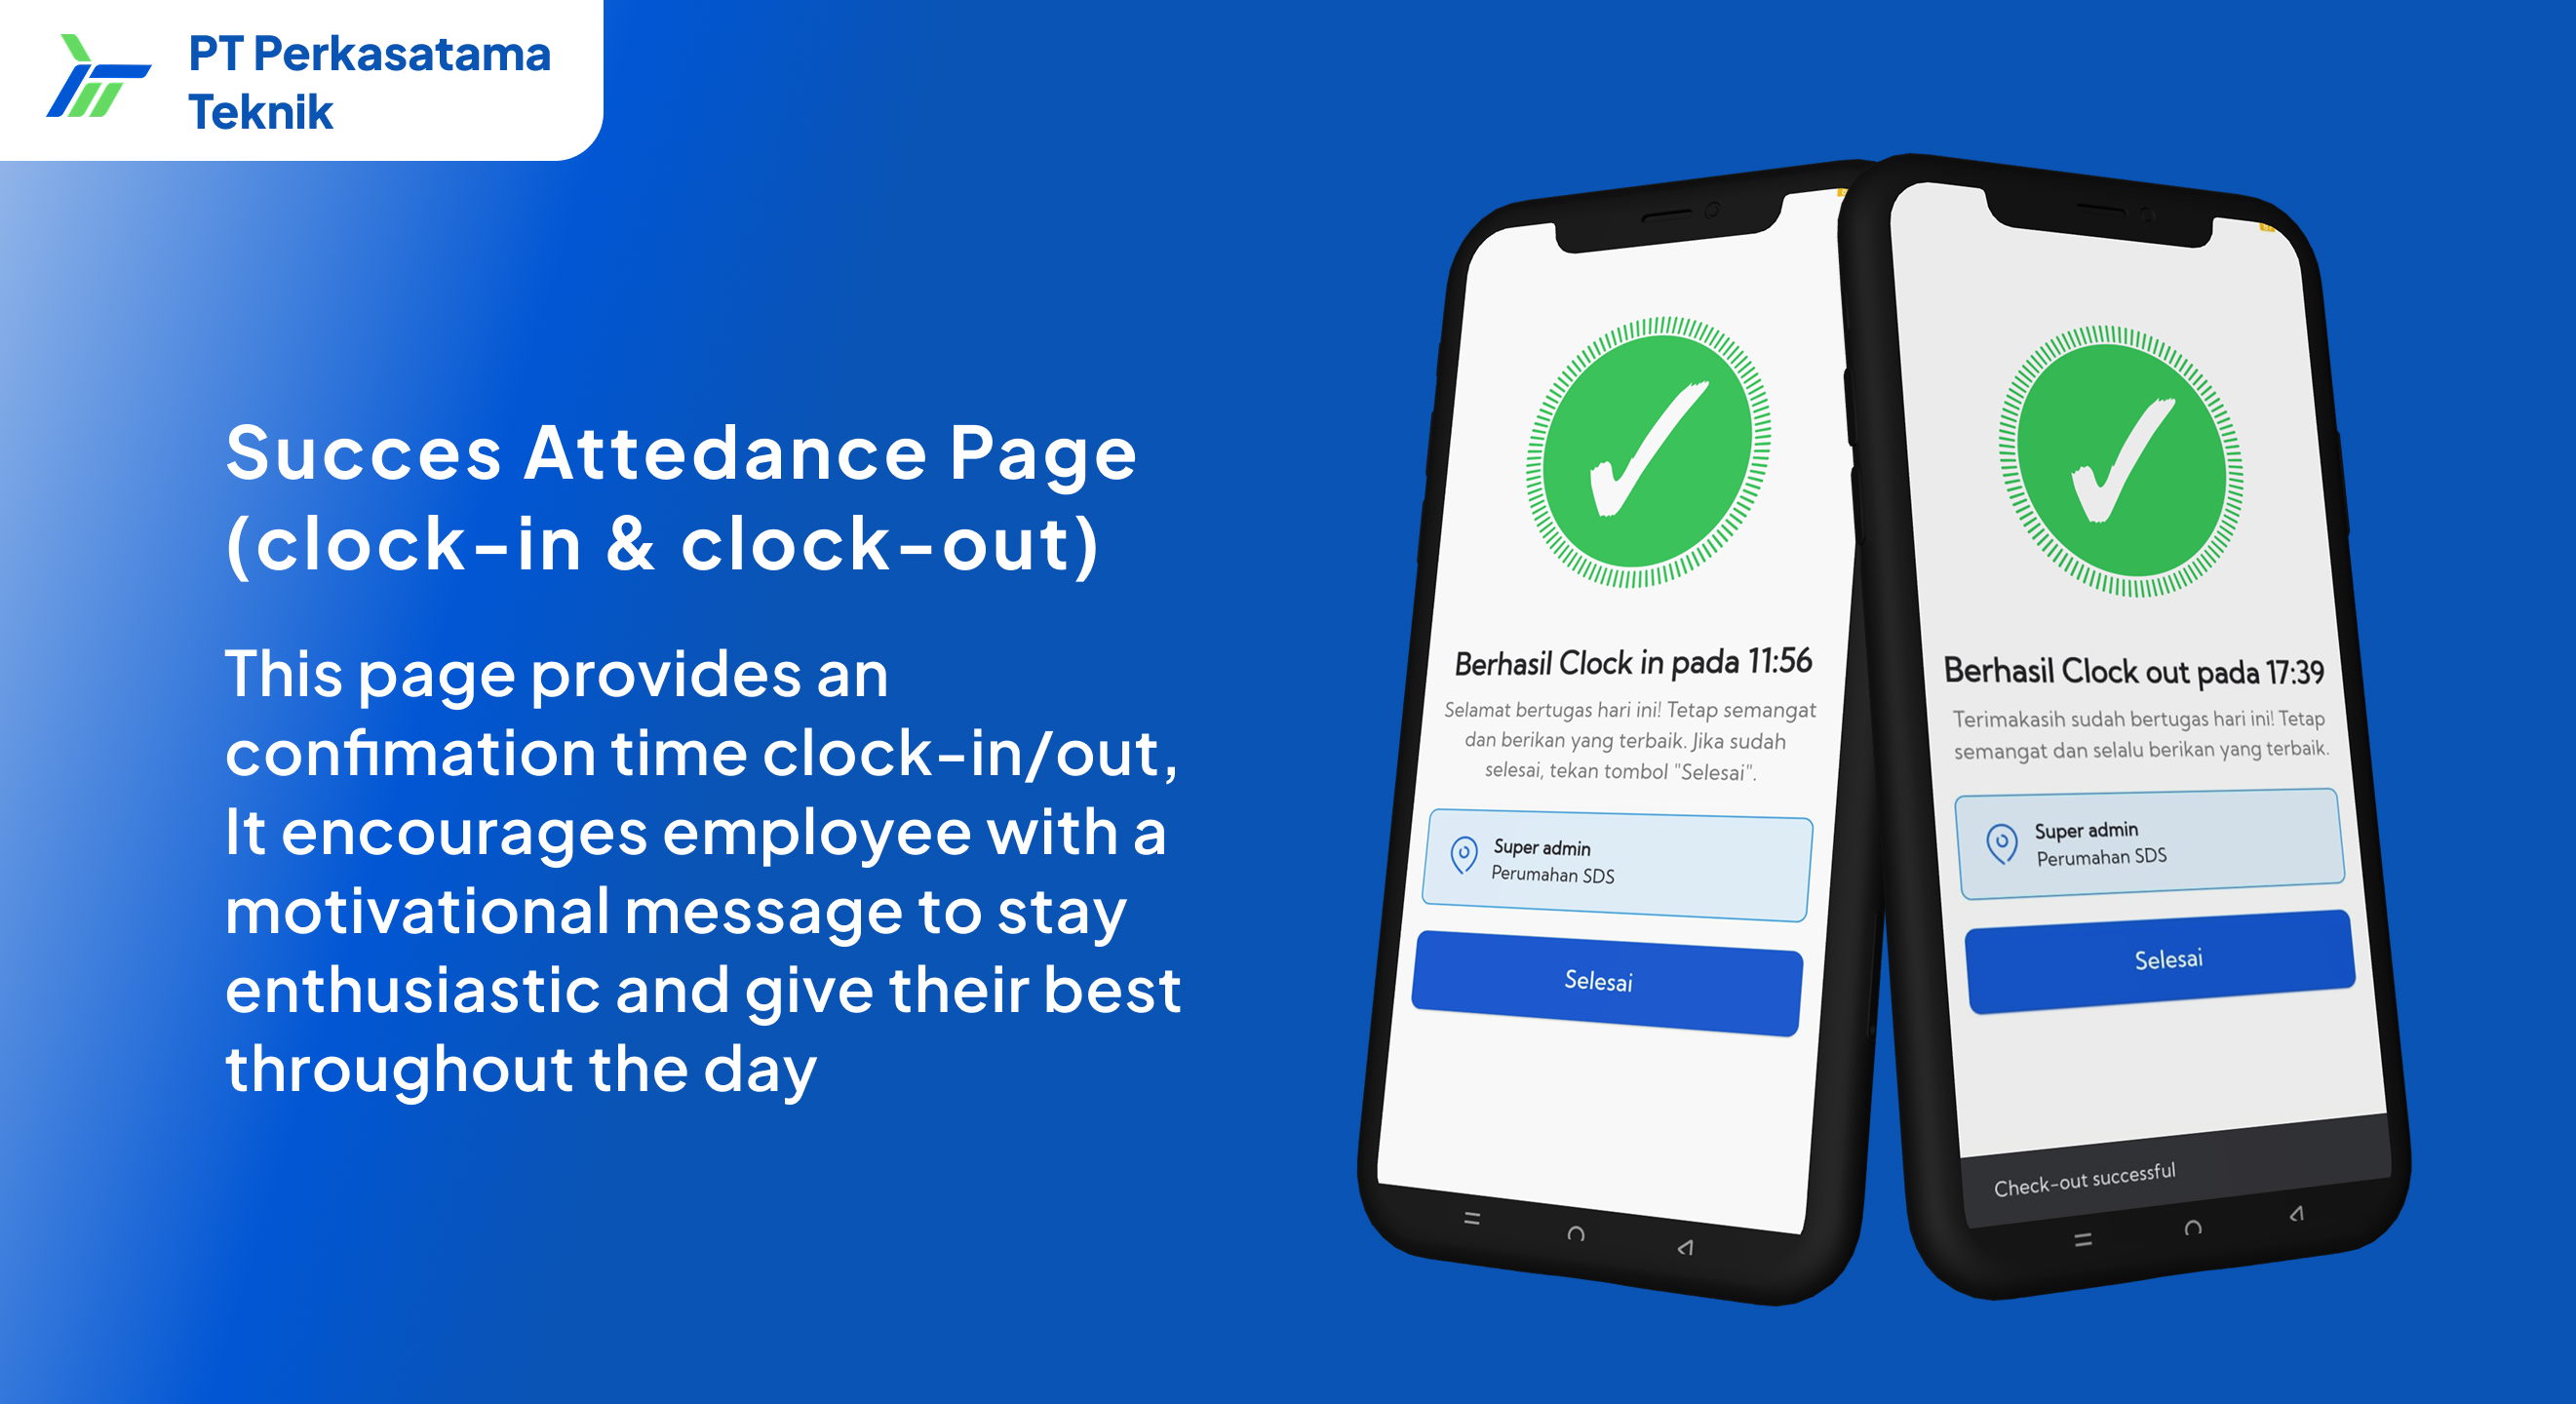 PT Perkasatama
Teknik
Succes Attedance Page
(clock-in & clock-out)
This page provides an
confimation time clock-in/out,
It encourages employee with a
motivational message to stay
enthusiastic and give their best
throughout the day
Berhasil Clock in pada 11:56
Selamat bertugas hari ini! Tetap semangat
dan berikan yang terbaik. Jika sudah
selesai, tekan tombol "Selesai".
Super admin
Perumahan SDS
Selesai
Berhasil Clock out pada 17:39
Terimakasih sudah bertugas hari ini! Tetap
semangat dan selalu berikan yang terbaik.
Super admin
Perumahan SDS
Selesai
Check-out successful